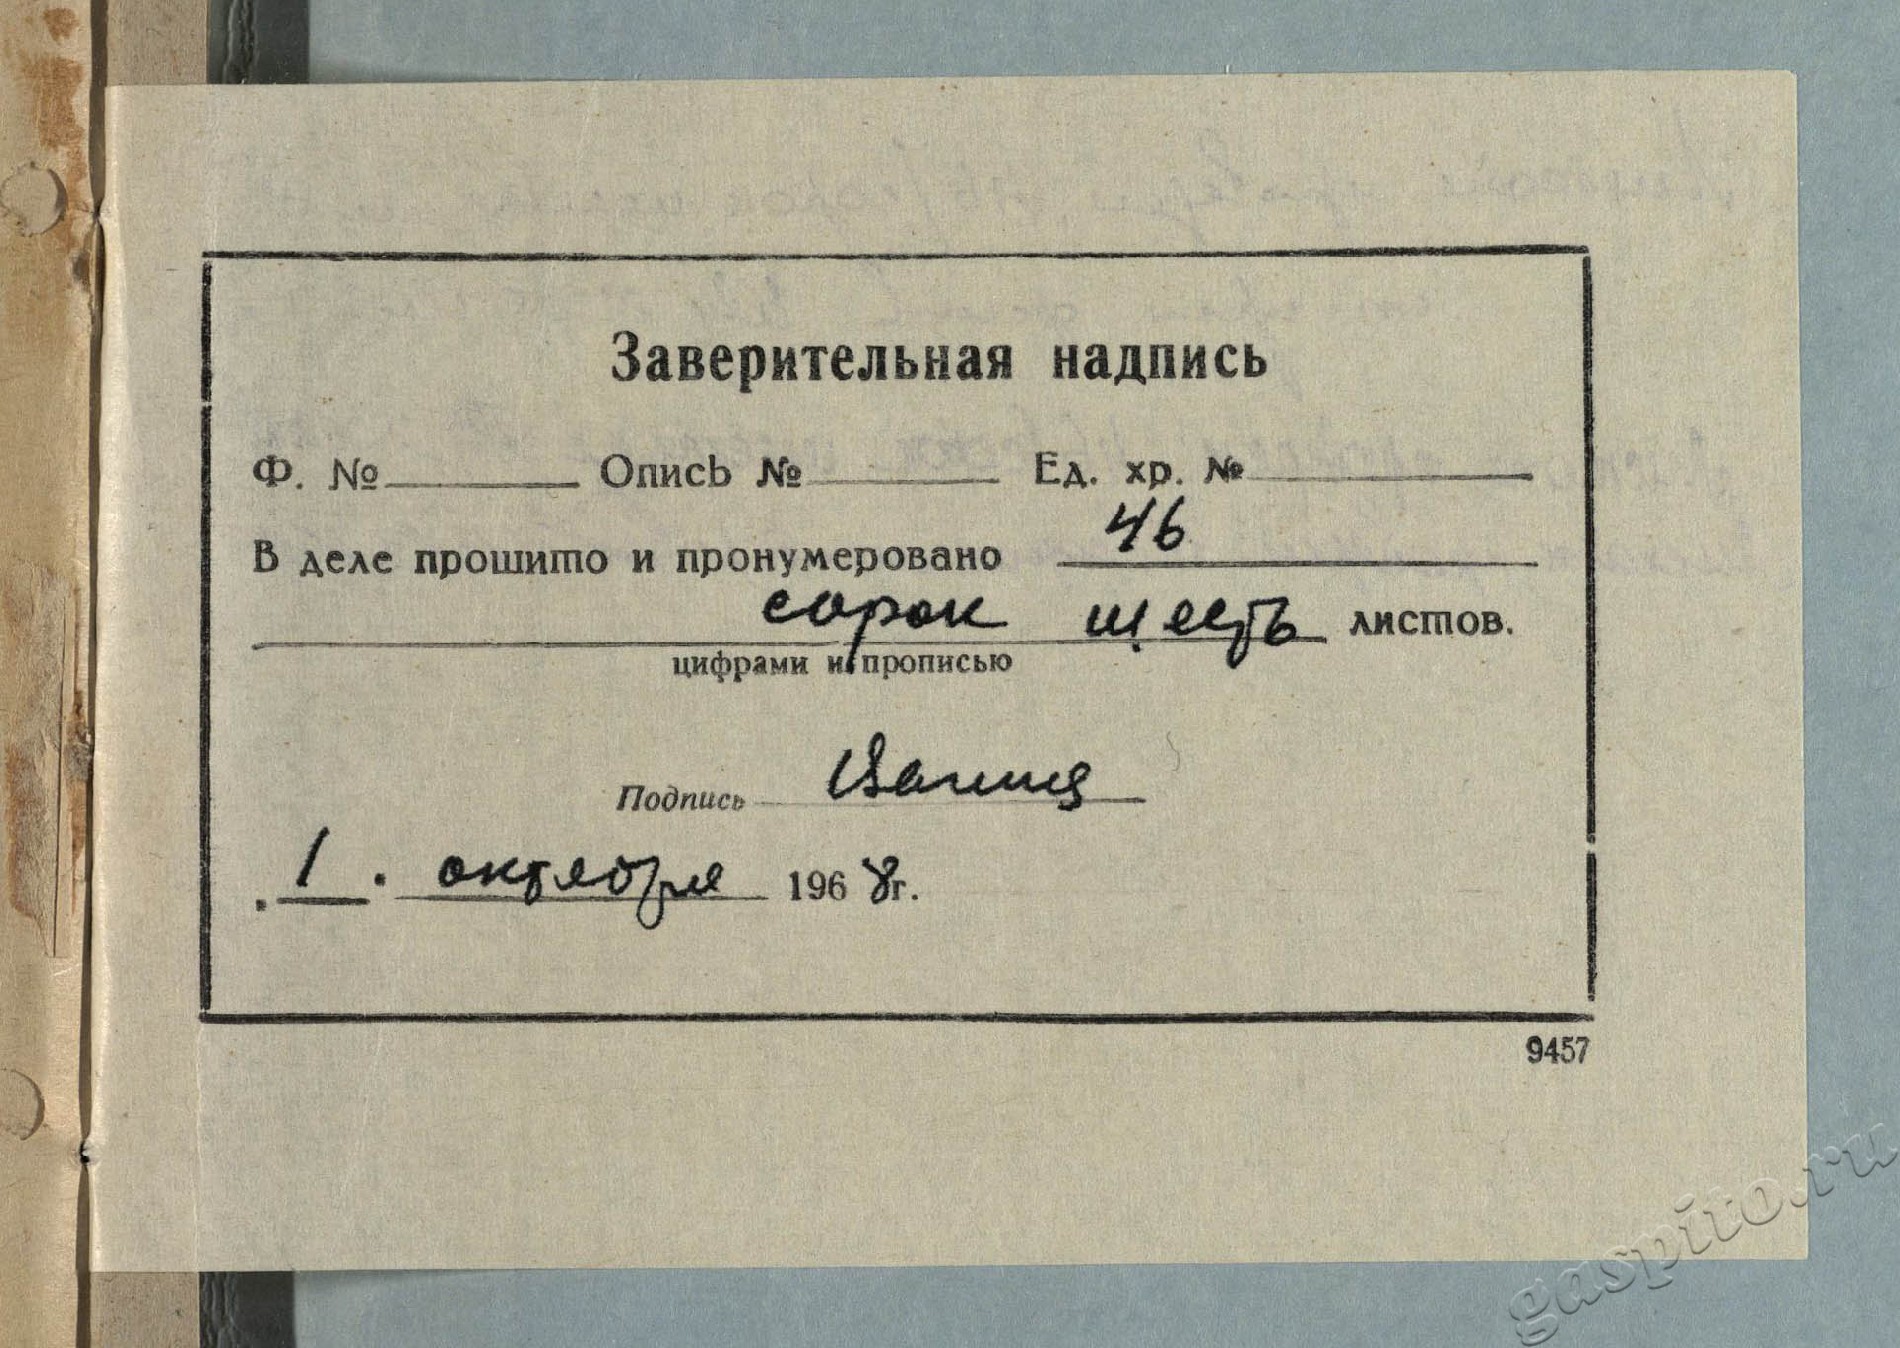 Заверительная надпись
Ф. № Опись № Ед. хр. №
46
В деле прошито и пронумеровано
сорок шесть листов.
цифрами и прописью
Подпись
1. октября 1968г.
9457
gaspito.ru